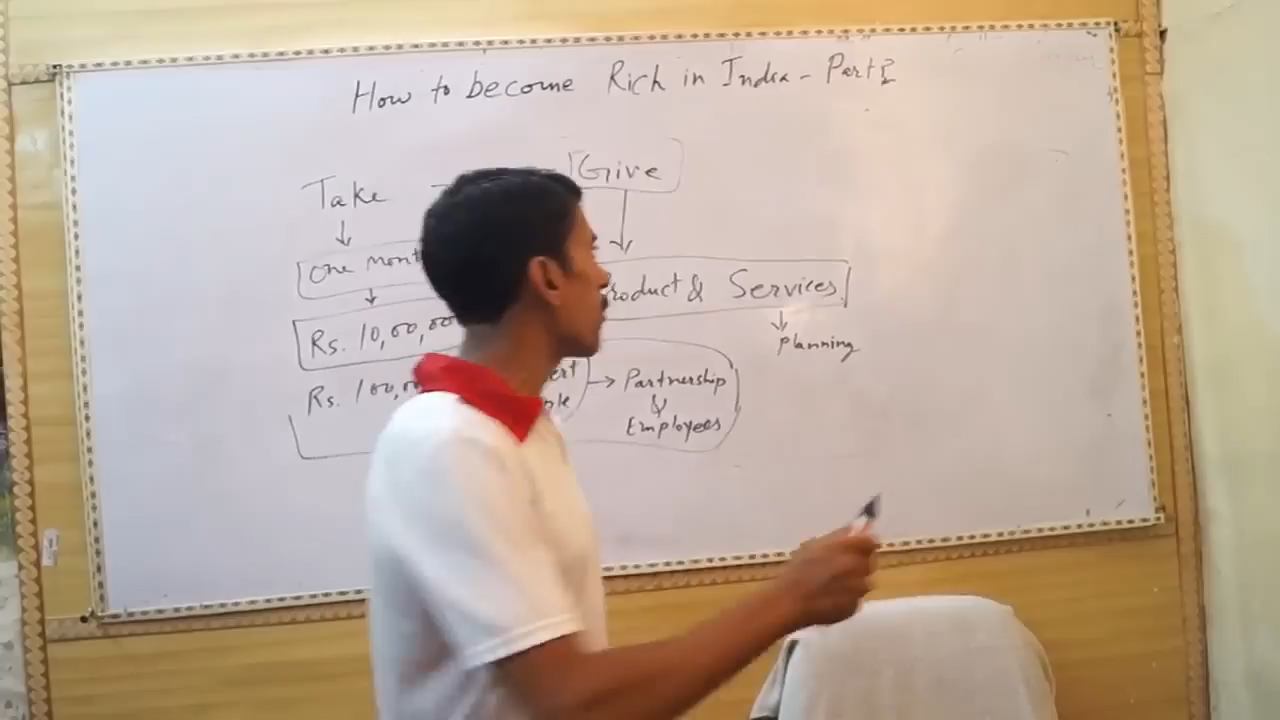 How to become Rich in India - Part I
Take
Give
One mont
Product & Services
Rs. 10,00,00
planning
Rs. 100,00
Partnership
Employees